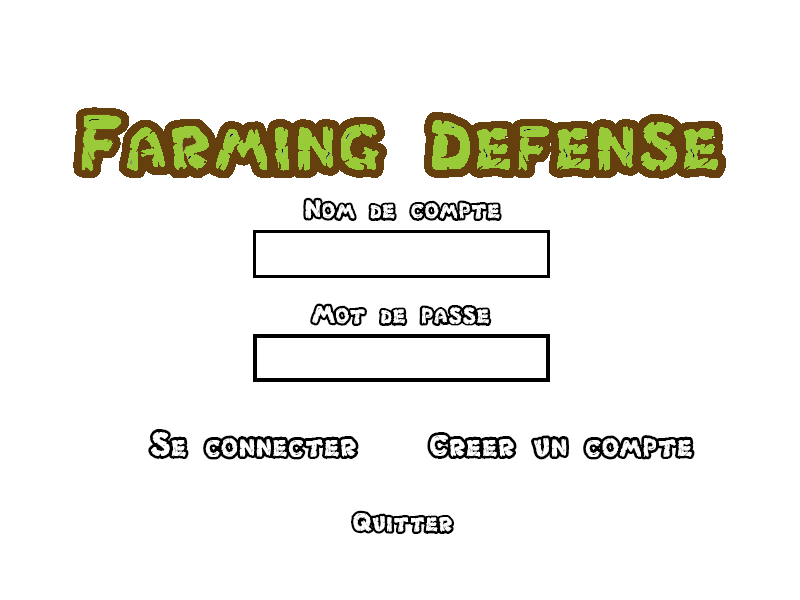 Farming Defense
Nom de compte
Mot de passe
Se connecter
Creer un compte
Quitter